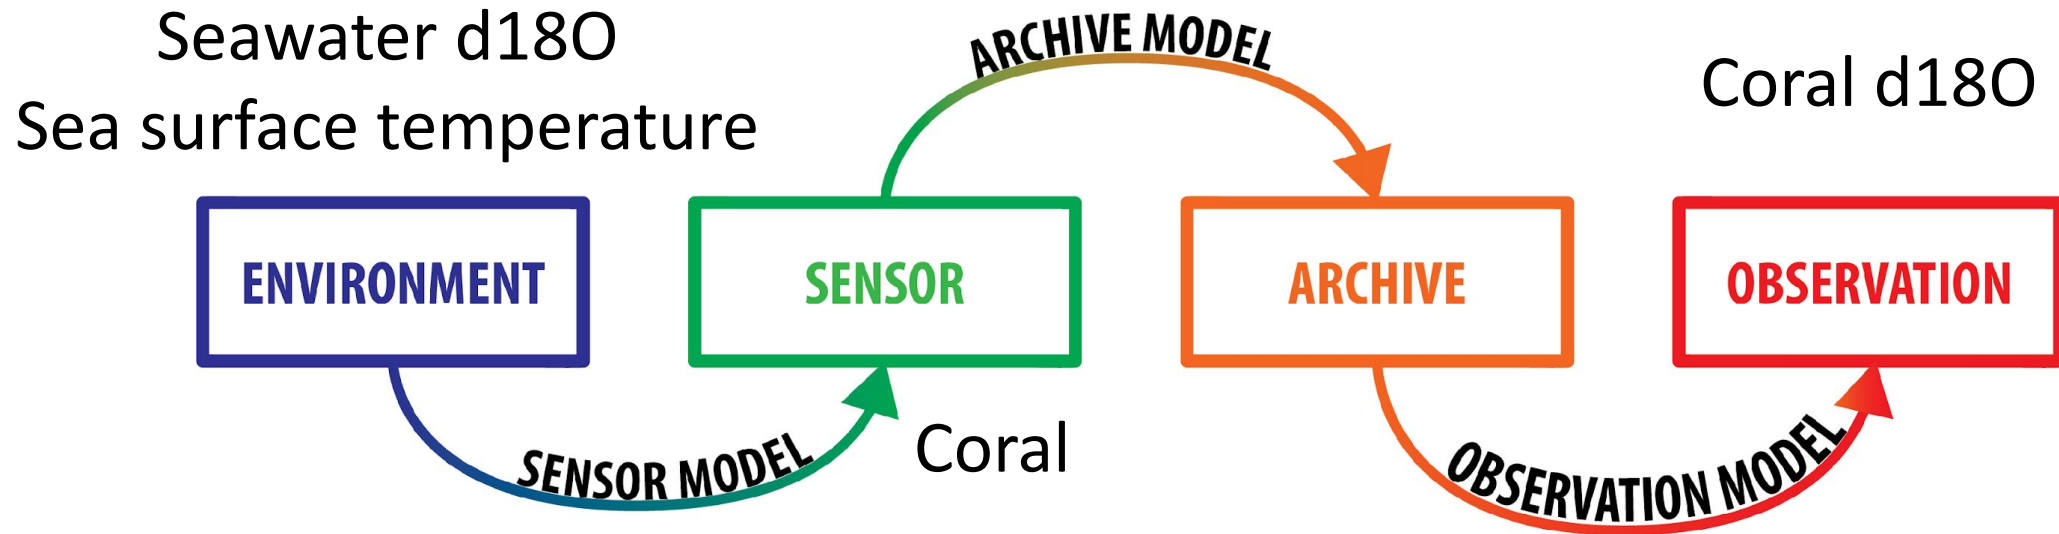 Seawater d18O
Sea surface temperature
ARCHIVE MODEL
Coral d18O
ENVIRONMENT
SENSOR
ARCHIVE
OBSERVATION
SENSOR MODEL
Coral
OBSERVATION MODEL